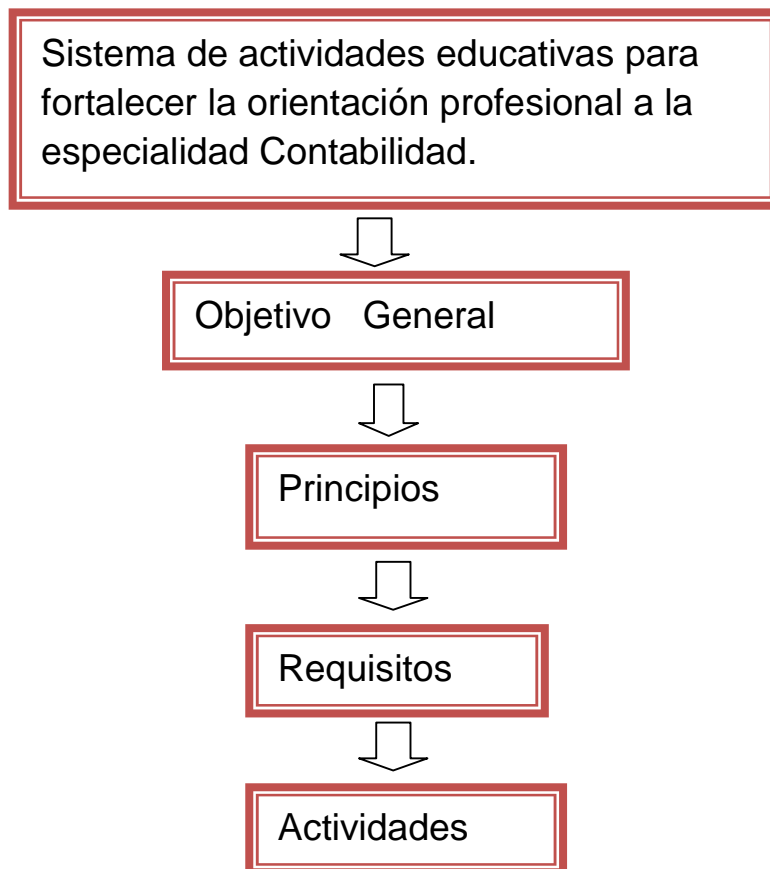 Sistema de actividades educativas para
fortalecer la orientación profesional a la
especialidad Contabilidad.
Objetivo General
Principios
Requisitos
Actividades